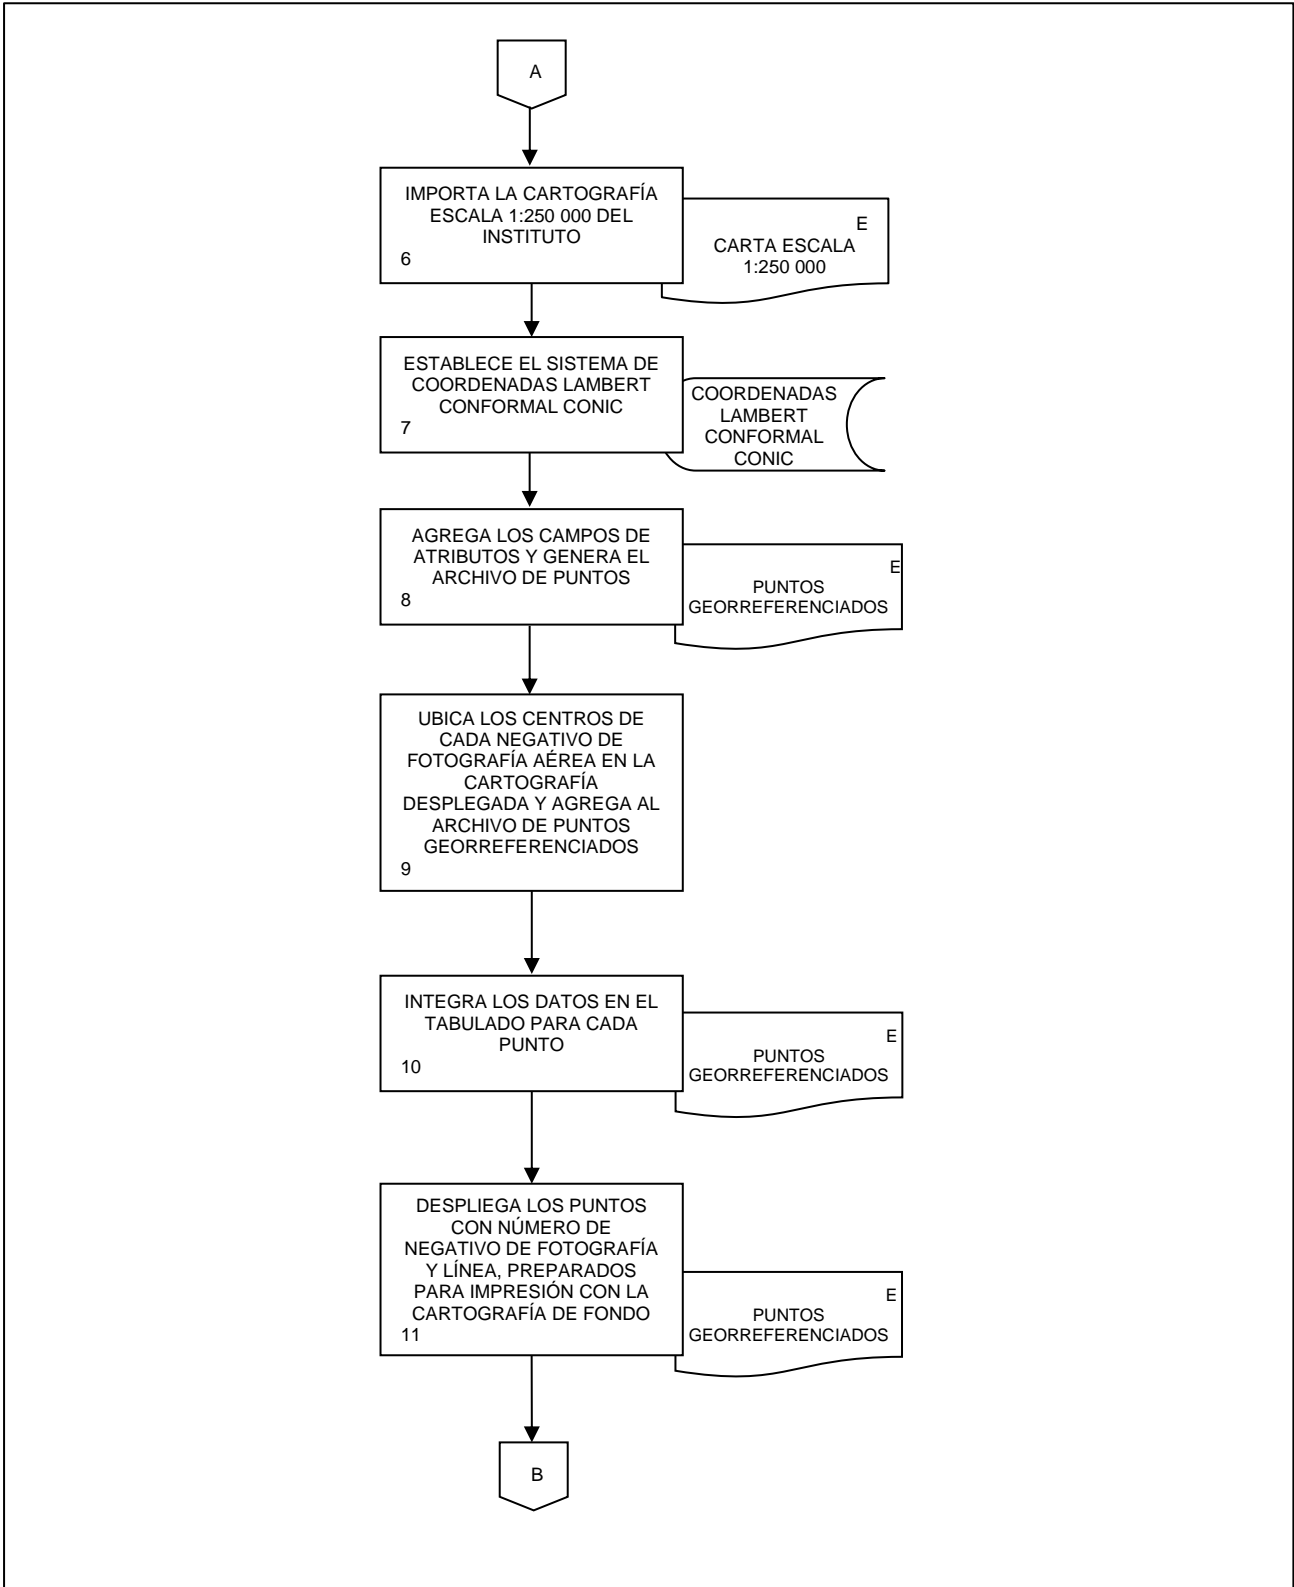 A
IMPORTA LA CARTOGRAFÍA
ESCALA 1:250 000 DEL
INSTITUTO
6
E
CARTA ESCALA
1:250 000
ESTABLECE EL SISTEMA DE
COORDENADAS LAMBERT
CONFORMAL CONIC
7
COORDENADAS
LAMBERT
CONFORMAL
CONIC
AGREGA LOS CAMPOS DE
ATRIBUTOS Y GENERA EL
ARCHIVO DE PUNTOS
8
E
PUNTOS
GEORREFERENCIADOS
UBICA LOS CENTROS DE
CADA NEGATIVO DE
FOTOGRAFÍA AÉREA EN LA
CARTOGRAFÍA
DESPLEGADA Y AGREGA AL
ARCHIVO DE PUNTOS
GEORREFERENCIADOS
9
INTEGRA LOS DATOS EN EL
TABULADO PARA CADA
PUNTO
10
E
PUNTOS
GEORREFERENCIADOS
DESPLIEGA LOS PUNTOS
CON NÚMERO DE
NEGATIVO DE FOTOGRAFÍA
Y LÍNEA, PREPARADOS
PARA IMPRESIÓN CON LA
CARTOGRAFÍA DE FONDO
11
E
PUNTOS
GEORREFERENCIADOS
B